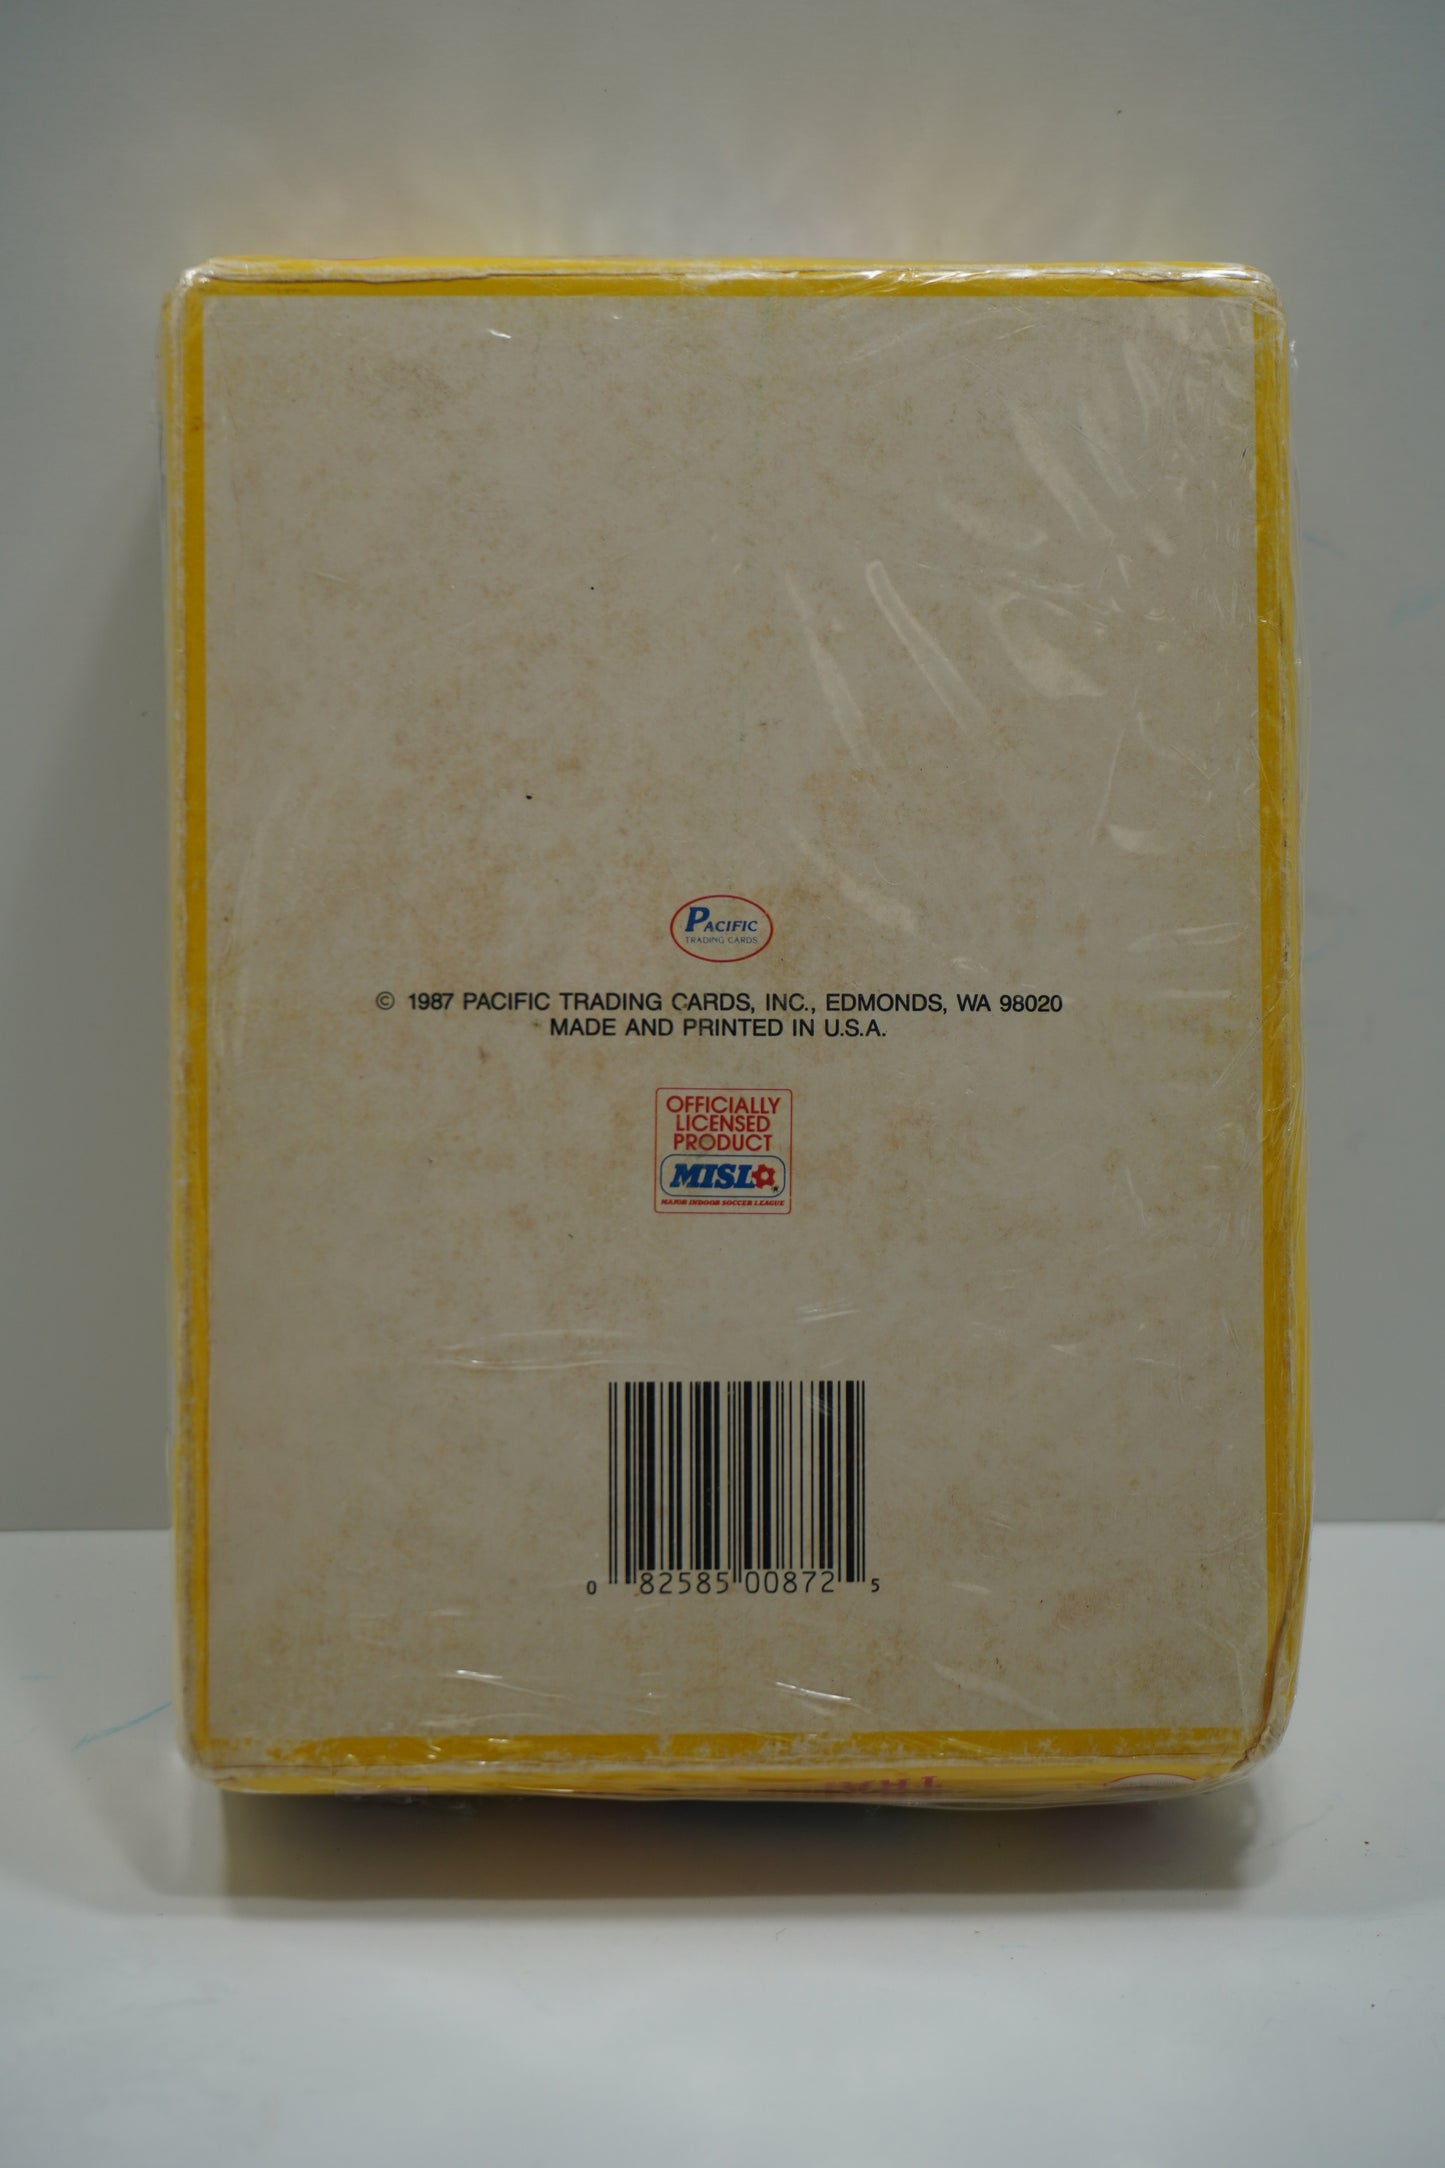 PACIFIC
TRADING CARDS
© 1987 PACIFIC TRADING CARDS, INC., EDMONDS, WA 98020
MADE AND PRINTED IN U.S.A.
OFFICIALLY
LICENSED
PRODUCT
MISL
MAJOR INDOOR SOCCER LEAGUE
0 82585 00872 5